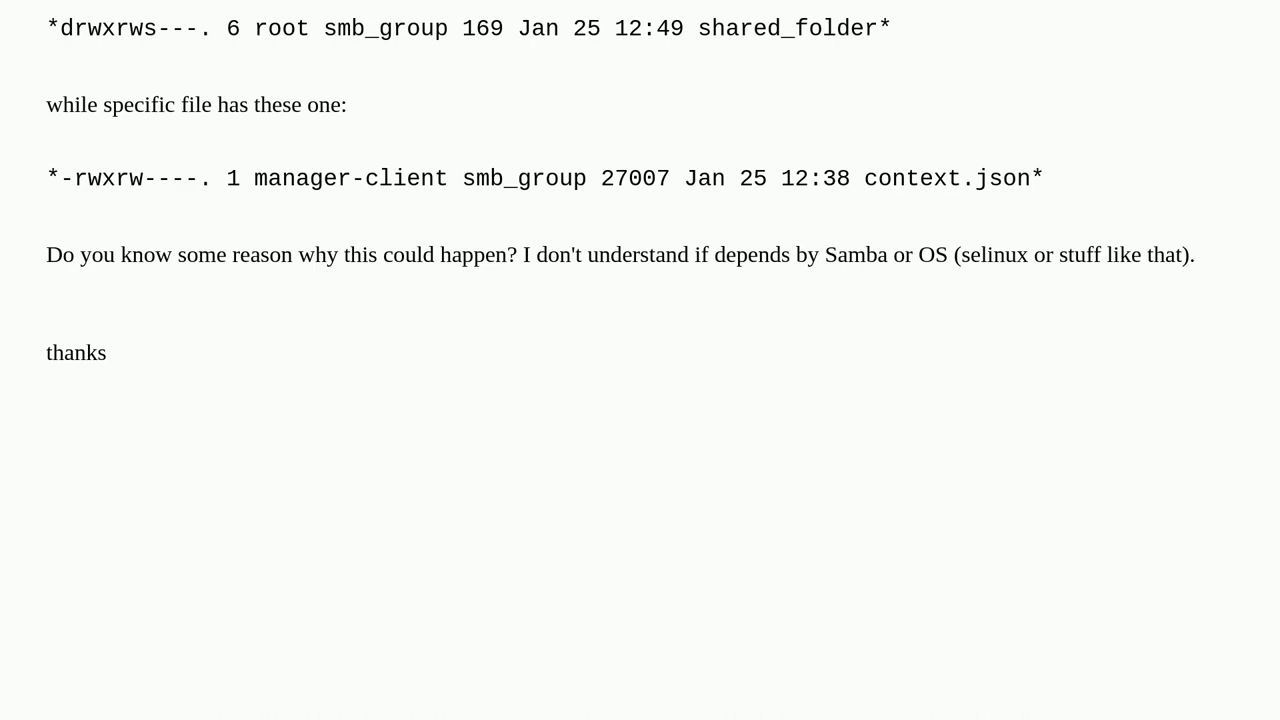 *drwxrws---. 6 root smb_group 169 Jan 25 12:49 shared_folder*
while specific file has these one:
*-rwxrw----. 1 manager-client smb_group 27007 Jan 25 12:38 context.json*
Do you know some reason why this could happen? I don't understand if depends by Samba or OS (selinux or stuff like that).
thanks